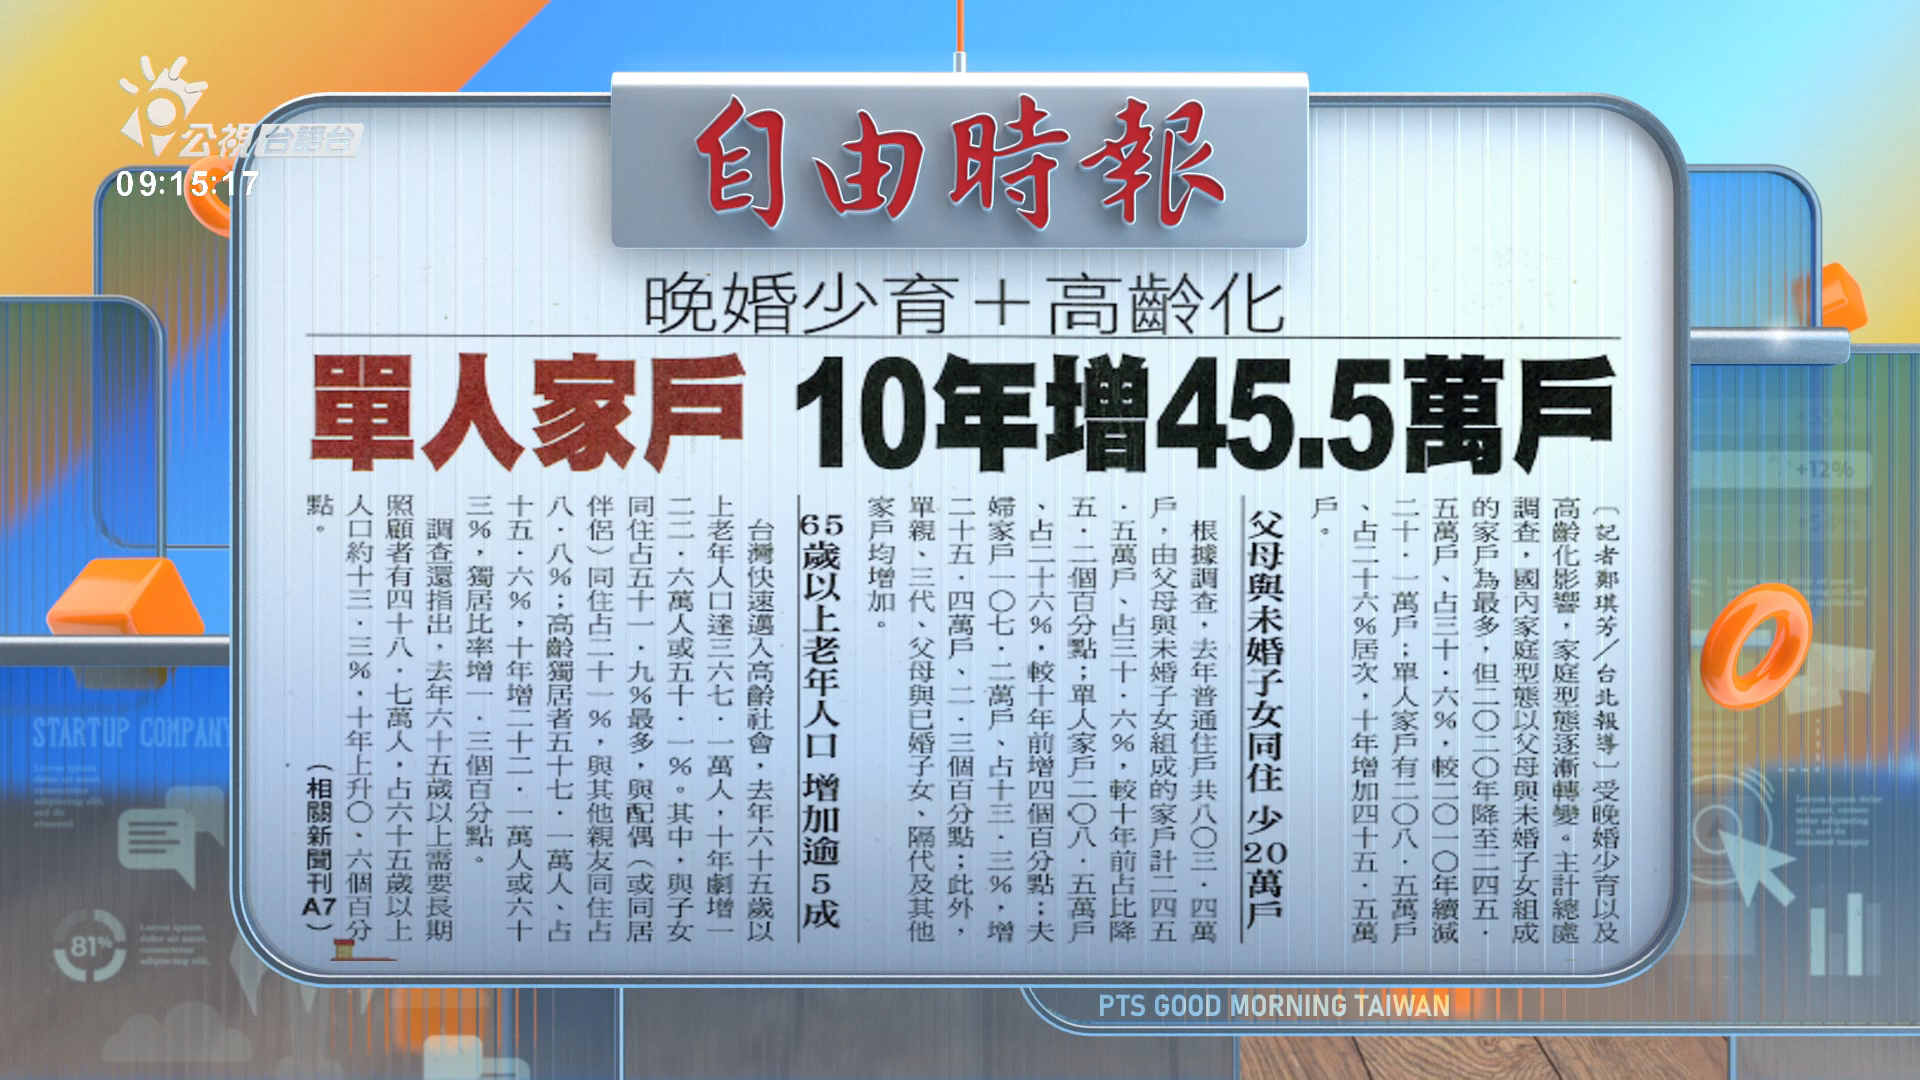 公視台語台
09:15:17
自由時報
晚婚少育＋高齡化
單人家戶 10年增45.5萬戶
〔記者鄭琪芳／台北報導〕受晚婚少育以及
高齡化影響，家庭型態逐漸轉變。主計總處
調查，國內家庭型態以父母與未婚子女組成
的家戶為最多，但二〇二〇年降至二四五．
五萬戶、占三十．六％，較二〇一〇年續減
二十．一萬戶；單人家戶有二〇八．五萬戶
、占二十六％居次，十年增加四十五．五萬
戶。
父母與未婚子女同住 少20萬戶
根據調查，去年普通住戶共八〇三．四萬
戶，由父母與未婚子女組成的家戶計二四五
．五萬戶、占三十．六％，較十年前占比降
五．二個百分點；單人家戶二〇八．五萬戶
、占二十六％，較十年前增四個百分點；夫
婦家戶一〇七．二萬戶、占十三．三％，增
二十五．四萬戶、二．三個百分點；此外，
單親、三代、父母與已婚子女、隔代及其他
家戶均增加。
65歲以上老年人口 增加逾5成
台灣快速邁入高齡社會，去年六十五歲以
上老年人口達三六七．一萬人，十年劇增一
二二．六萬人或五十．一％。其中，與子女
同住占五十一．九％最多，與配偶（或同居
伴侶）同住占二十一％，與其他親友同住占
八．八％；高齡獨居者五十七．一萬人、占
十五．六％，十年增二十二．一萬人或六十
三％，獨居比率增一．三個百分點。
調查還指出，去年六十五歲以上需要長期
照顧者有四十八．七萬人，占六十五歲以上
人口約十三．三％，十年上升〇．六個百分
點。
（相關新聞刊A7）
STARTUP COMPANY
81%
+12%
PTS GOOD MORNING TAIWAN